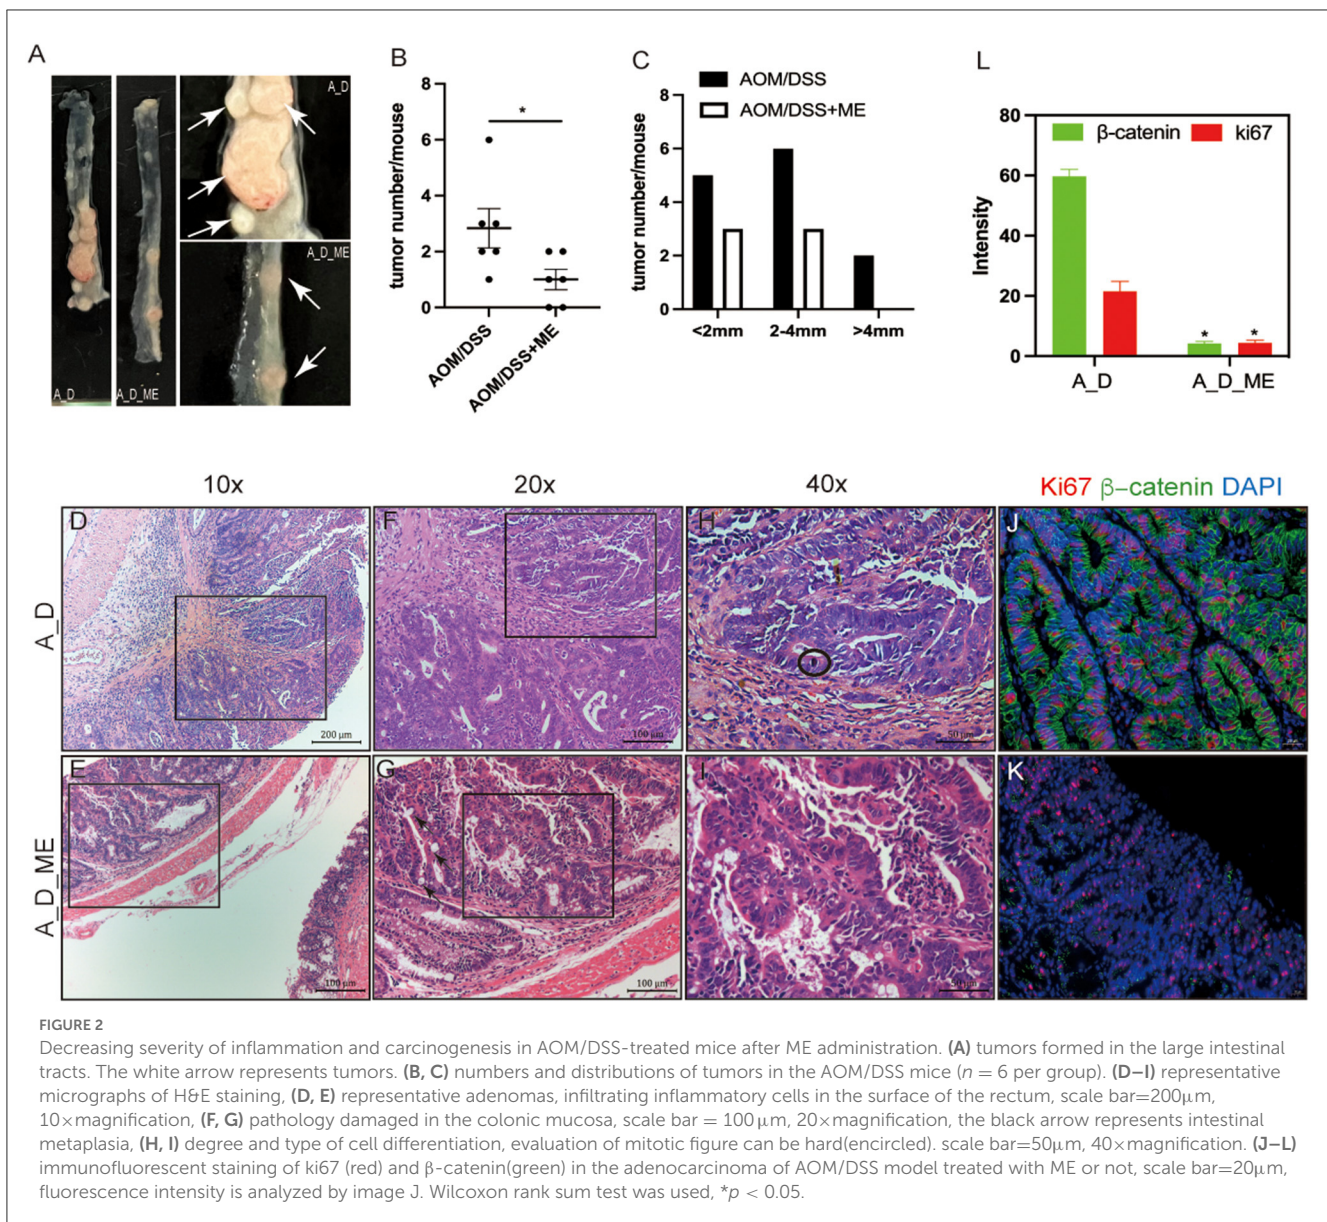 A
A_D
A_D_ME
A_D
A_D_ME
B
tumor number/mouse
8
6
4
2
0
*
AOM/DSS
AOM/DSS+ME
C
AOM/DSS
AOM/DSS+ME
tumor number/mouse
8
6
4
2
0
<2mm
2-4mm
>4mm
L
β-catenin
ki67
Intensity
80
60
40
20
0
*
*
A_D
A_D_ME
10x
20x
40x
Ki67 β-catenin DAPI
A_D
D
200 μm
F
100 μm
H
50 μm
J
A_D_ME
E
100 μm
G
100 μm
I
50 μm
K
FIGURE 2
Decreasing severity of inflammation and carcinogenesis in AOM/DSS-treated mice after ME administration. (A) tumors formed in the large intestinal
tracts. The white arrow represents tumors. (B, C) numbers and distributions of tumors in the AOM/DSS mice (n = 6 per group). (D–I) representative
micrographs of H&E staining, (D, E) representative adenomas, infiltrating inflammatory cells in the surface of the rectum, scale bar=200μm,
10×magnification, (F, G) pathology damaged in the colonic mucosa, scale bar = 100 μm, 20×magnification, the black arrow represents intestinal
metaplasia, (H, I) degree and type of cell differentiation, evaluation of mitotic figure can be hard(encircled). scale bar=50μm, 40×magnification. (J–L)
immunofluorescent staining of ki67 (red) and β-catenin(green) in the adenocarcinoma of AOM/DSS model treated with ME or not, scale bar=20μm,
fluorescence intensity is analyzed by image J. Wilcoxon rank sum test was used, *p < 0.05.